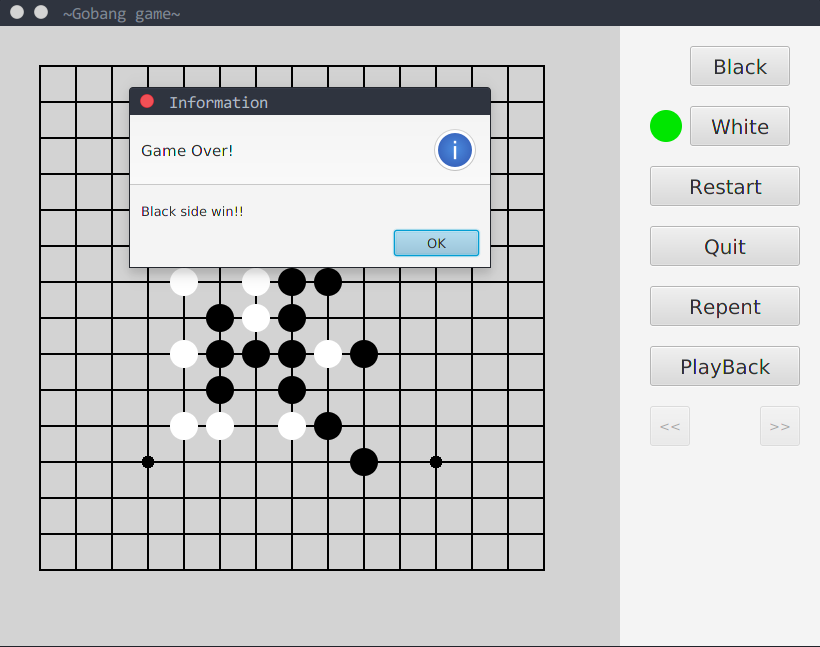 ~Gobang game~
Information
Game Over!
i
Black side win!!
OK
Black
White
Restart
Quit
Repent
PlayBack
<< >>